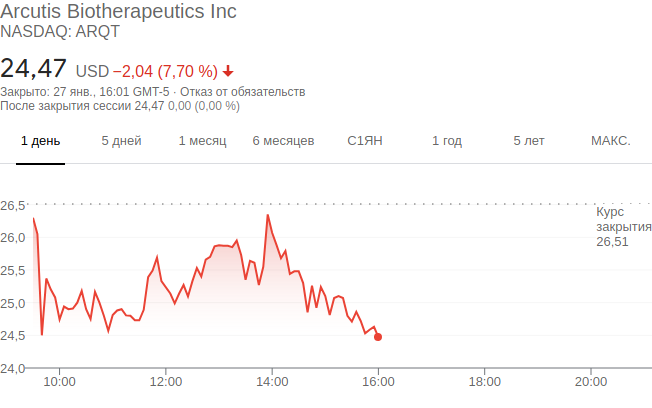 Arcutis Biotherapeutics Inc
NASDAQ: ARQT
24,47 USD −2,04 (7,70 %)
Закрыто: 27 янв., 16:01 GMT-5 · Отказ от обязательств
После закрытия сессии 24,47 0,00 (0,00 %)
1 день 5 дней 1 месяц 6 месяцев С1ЯН 1 год 5 лет МАКС.
26,5
Курс
закрытия
26,51
26,0
25,5
25,0
24,5
24,0
10:00 12:00 14:00 16:00 18:00 20:00